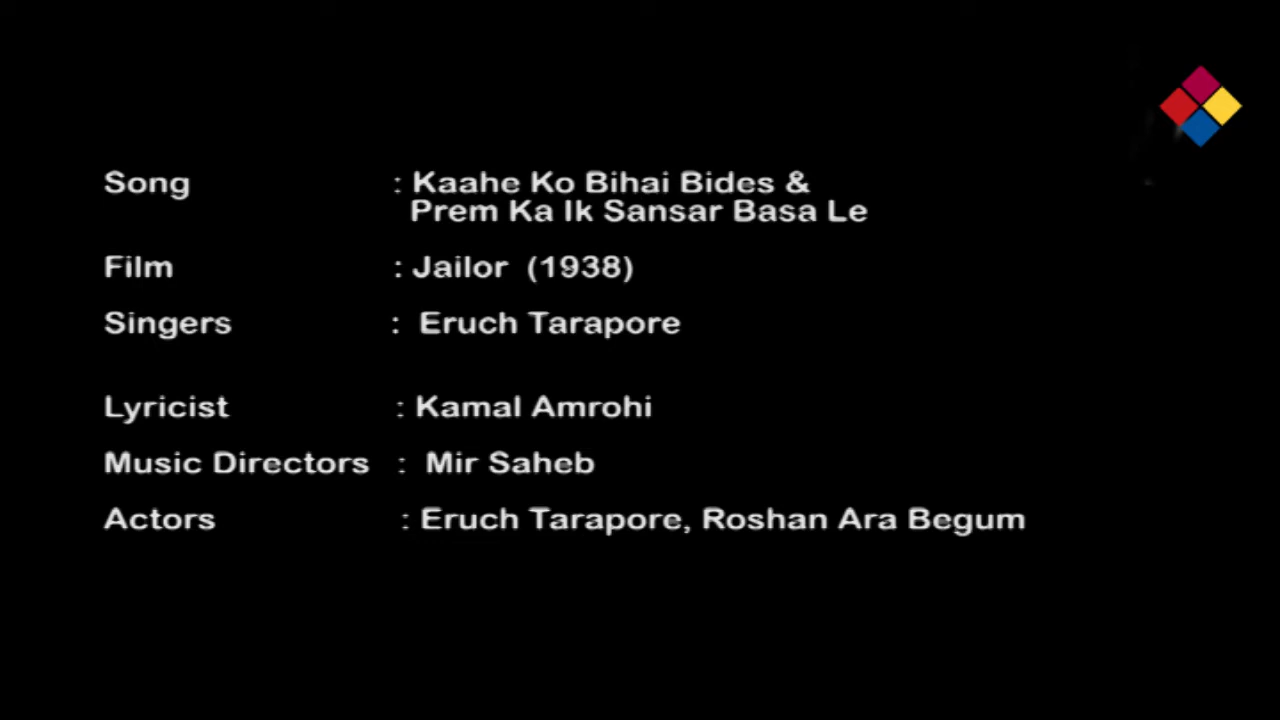 Song : Kaahe Ko Bihai Bides &
Prem Ka Ik Sansar Basa Le
Film : Jailor (1938)
Singers : Eruch Tarapore
Lyricist : Kamal Amrohi
Music Directors : Mir Saheb
Actors : Eruch Tarapore, Roshan Ara Begum